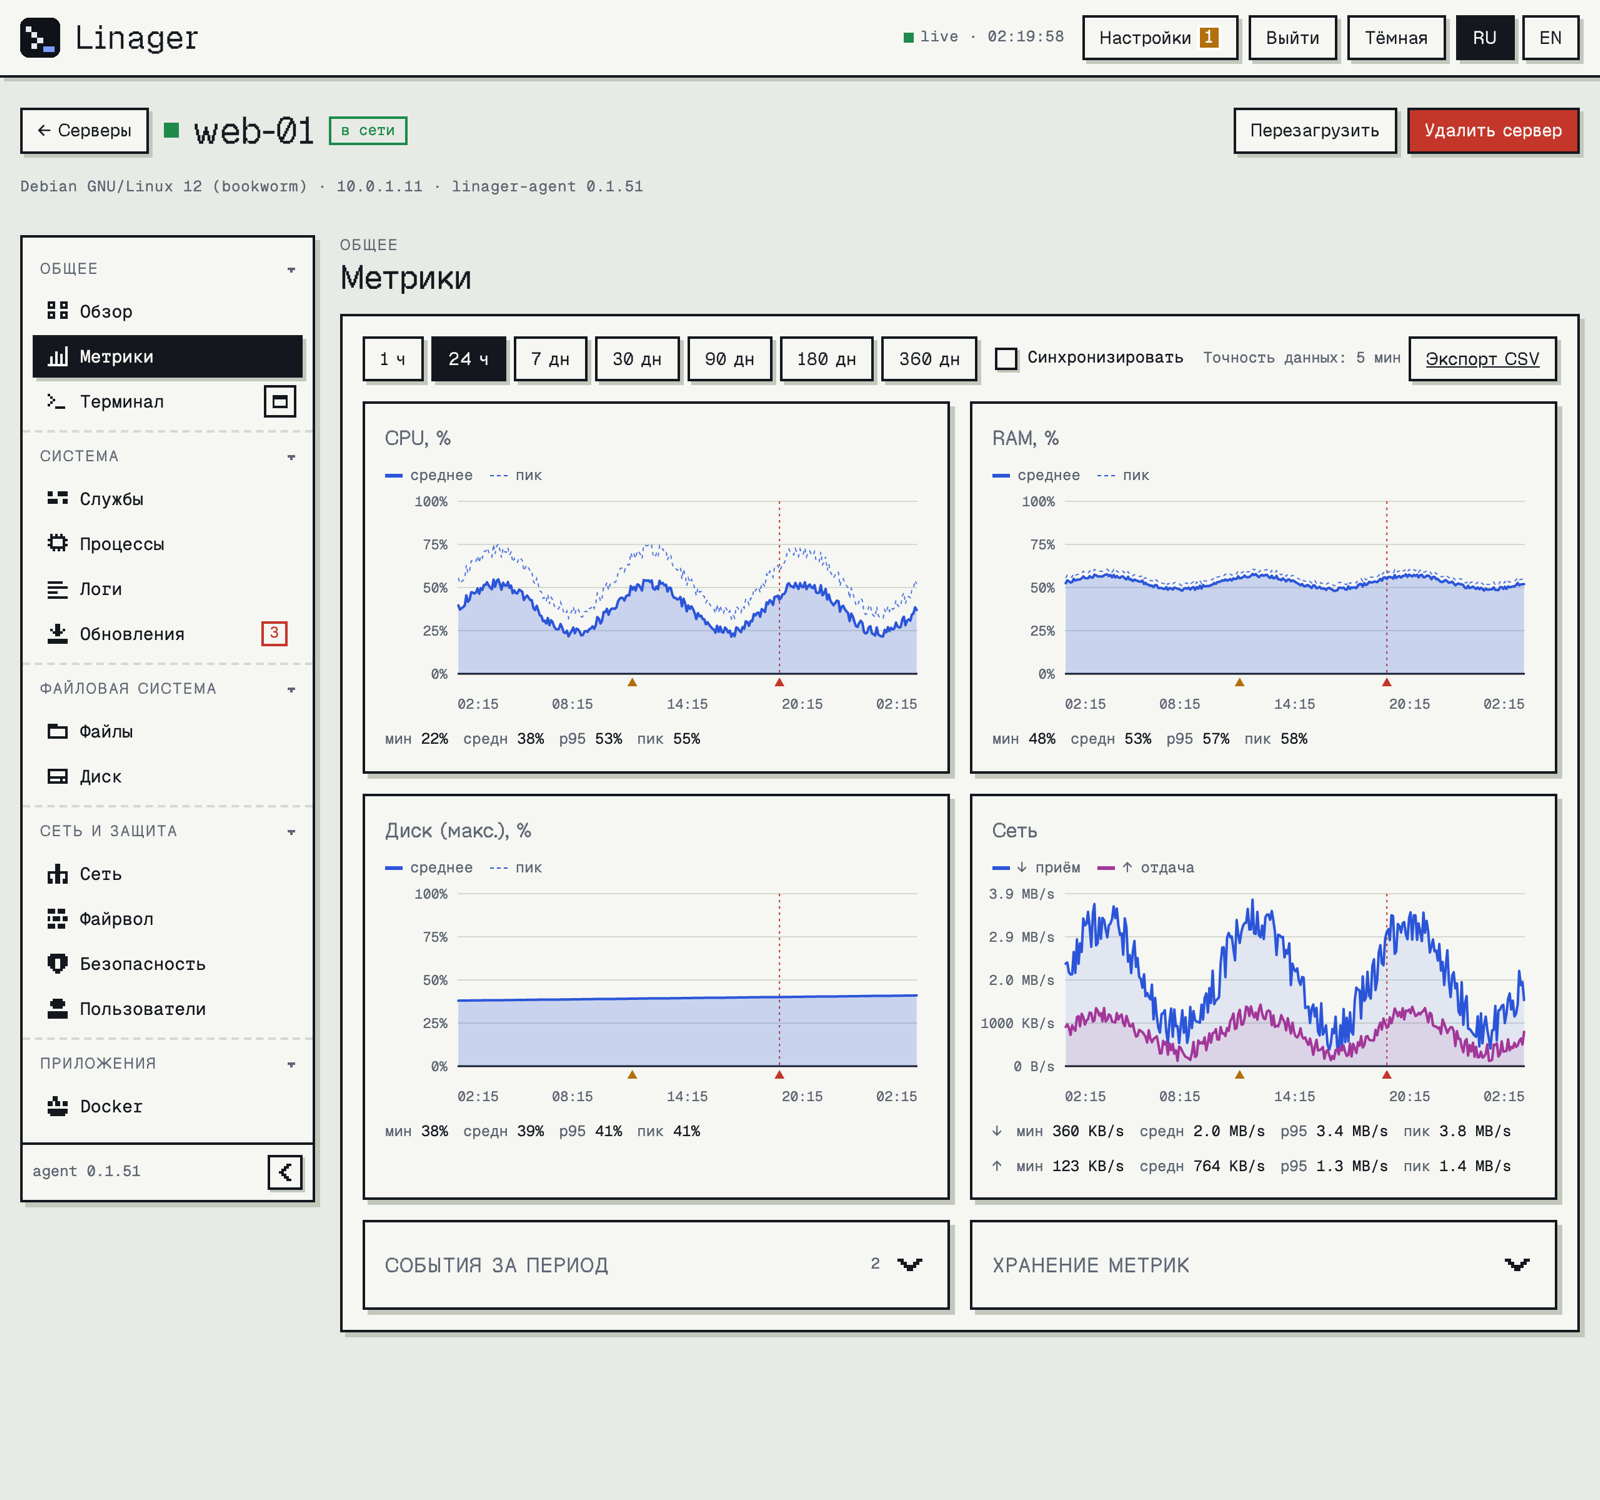 Linager
live · 02:19:58
Настройки 1
Выйти
Тёмная
RU
EN
← Серверы
web-01
в сети
Перезагрузить
Удалить сервер
Debian GNU/Linux 12 (bookworm) · 10.0.1.11 · linager-agent 0.1.51
ОБЩЕЕ
Обзор
Метрики
Терминал
СИСТЕМА
Службы
Процессы
Логи
Обновления 3
ФАЙЛОВАЯ СИСТЕМА
Файлы
Диск
СЕТЬ И ЗАЩИТА
Сеть
Файрвол
Безопасность
Пользователи
ПРИЛОЖЕНИЯ
Docker
agent 0.1.51
ОБЩЕЕ
Метрики
1 ч
24 ч
7 дн
30 дн
90 дн
180 дн
360 дн
Синхронизировать
Точность данных: 5 мин
Экспорт CSV
CPU, %
среднее --- пик
100%
75%
50%
25%
0%
02:15 08:15 14:15 20:15 02:15
мин 22% средн 38% p95 53% пик 55%
RAM, %
среднее --- пик
100%
75%
50%
25%
0%
02:15 08:15 14:15 20:15 02:15
мин 48% средн 53% p95 57% пик 58%
Диск (макс.), %
среднее --- пик
100%
75%
50%
25%
0%
02:15 08:15 14:15 20:15 02:15
мин 38% средн 39% p95 41% пик 41%
Сеть
↓ приём ↑ отдача
3.9 MB/s
2.9 MB/s
2.0 MB/s
1000 KB/s
0 B/s
02:15 08:15 14:15 20:15 02:15
↓ мин 360 KB/s средн 2.0 MB/s p95 3.4 MB/s пик 3.8 MB/s
↑ мин 123 KB/s средн 764 KB/s p95 1.3 MB/s пик 1.4 MB/s
СОБЫТИЯ ЗА ПЕРИОД 2
ХРАНЕНИЕ МЕТРИК